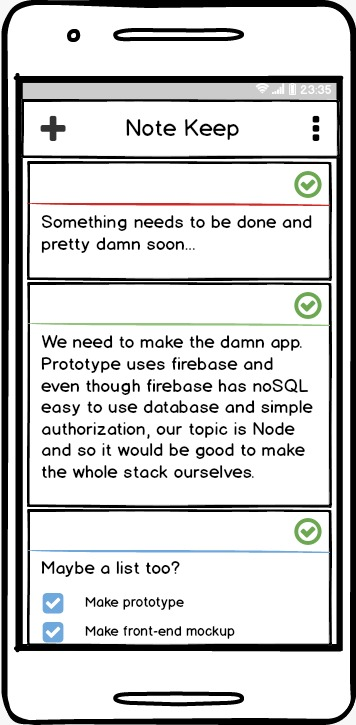 23:35
Note Keep
Something needs to be done and
pretty damn soon...
We need to make the damn app.
Prototype uses firebase and
even though firebase has noSQL
easy to use database and simple
authorization, our topic is Node
and so it would be good to make
the whole stack ourselves.
Maybe a list too?
Make prototype
Make front-end mockup